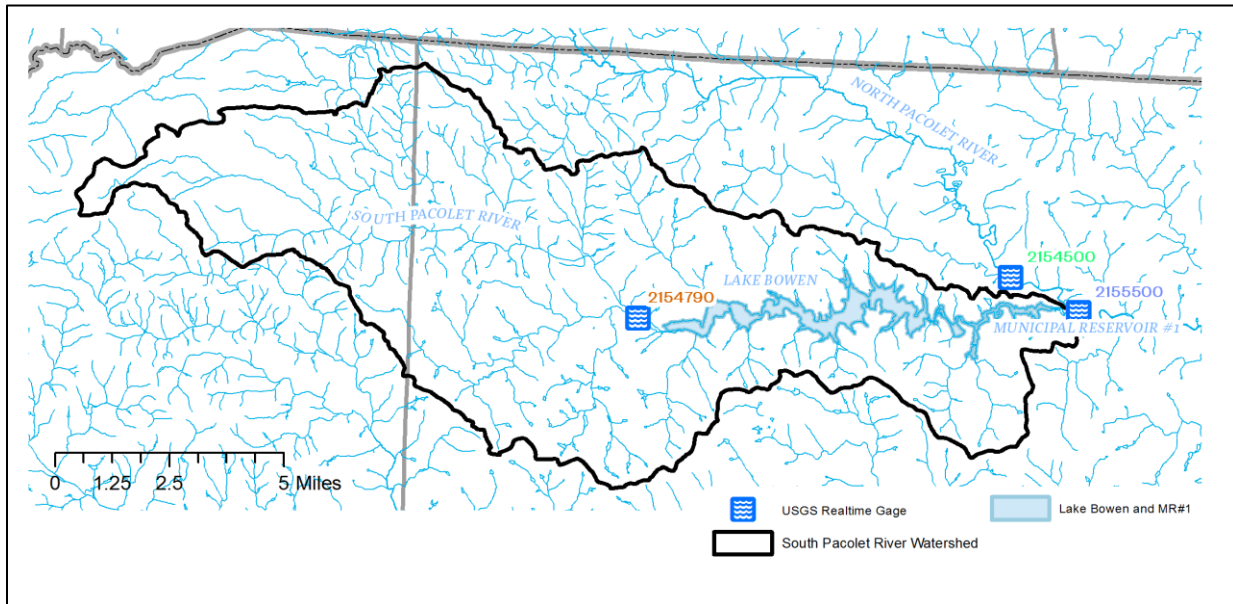 NORTH PACOLET RIVER
SOUTH PACOLET RIVER
2154500
LAKE BOWEN
2154790
2155500
MUNICIPAL RESERVOIR #1
0 1.25 2.5 5 Miles
USGS Realtime Gage
Lake Bowen and MR#1
South Pacolet River Watershed